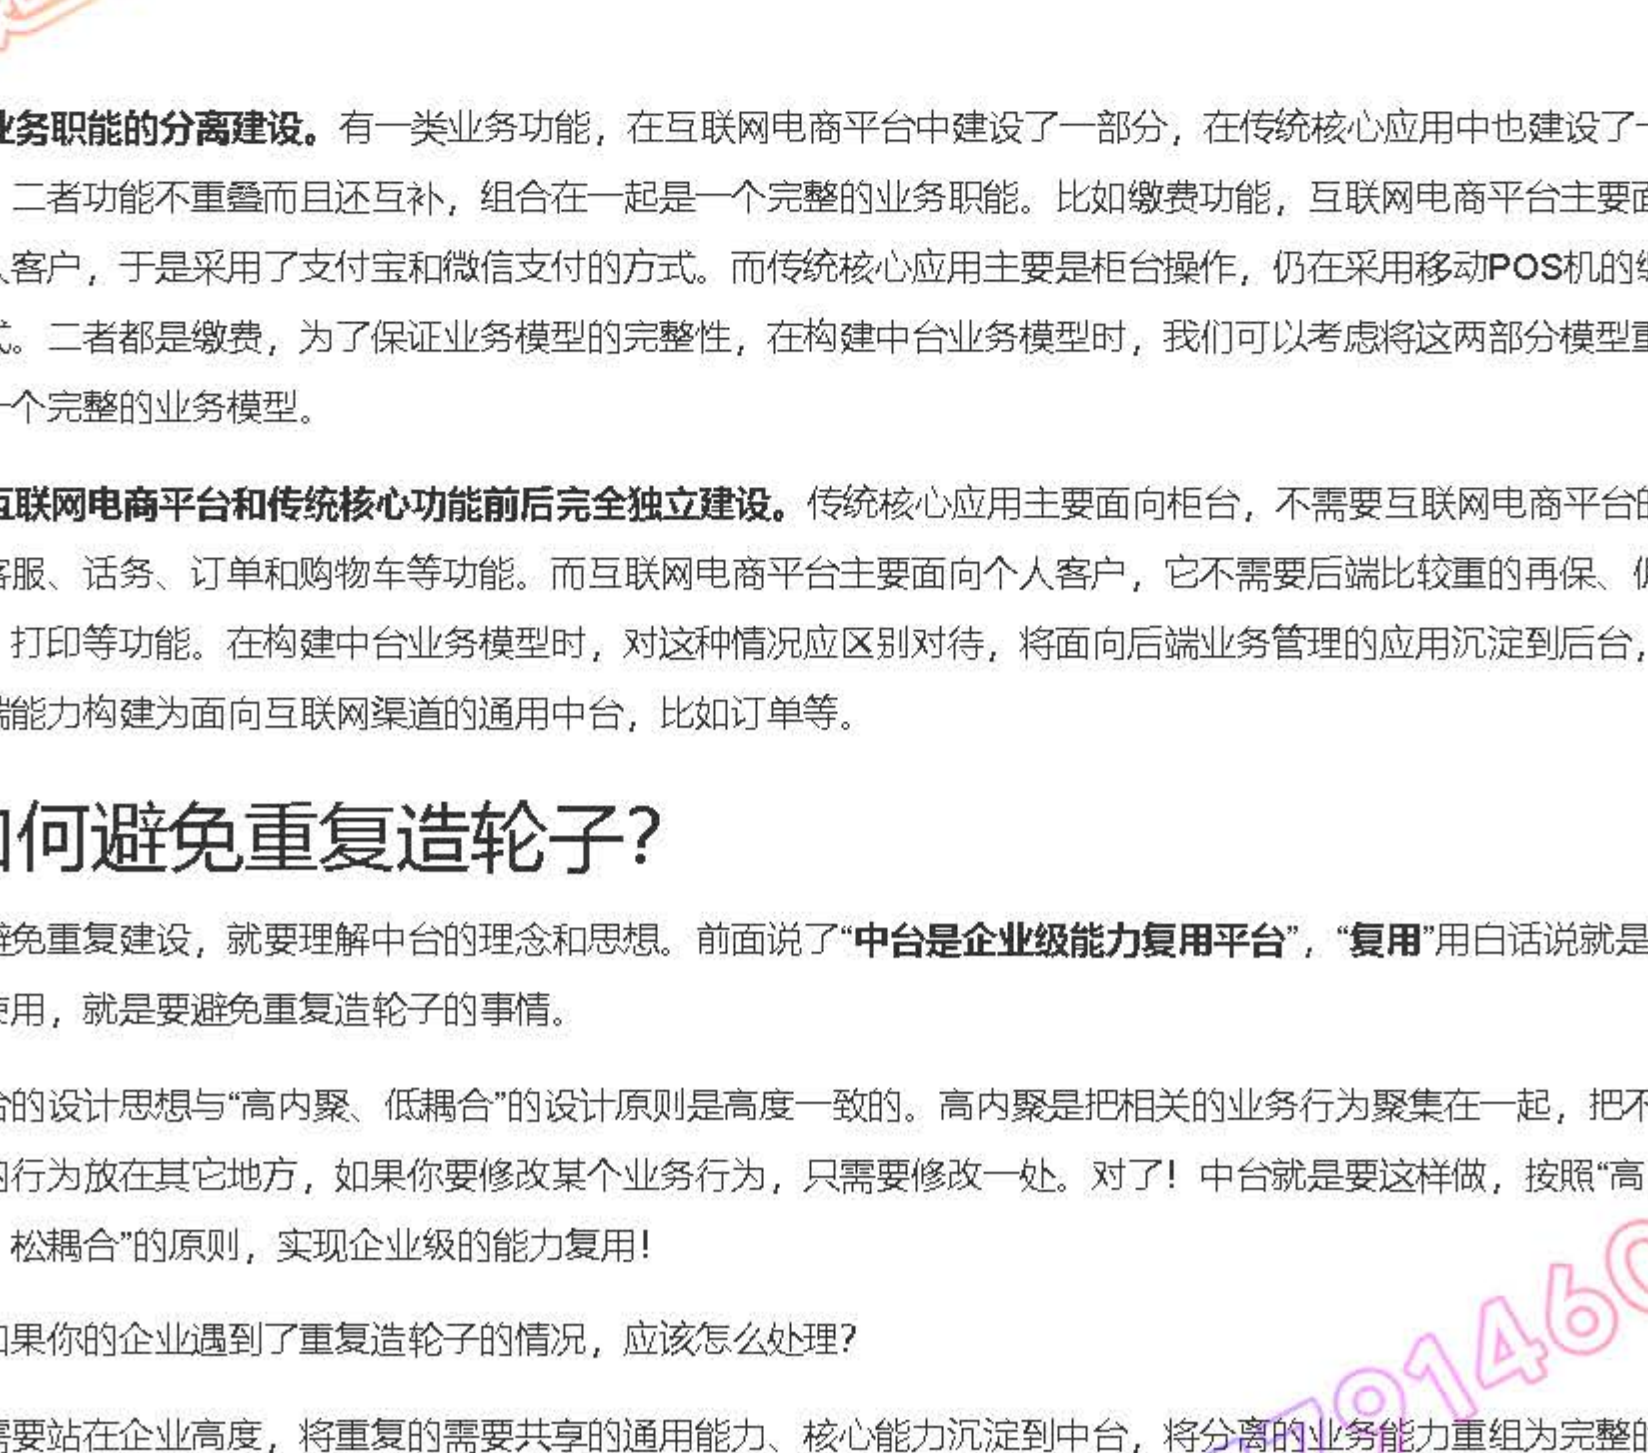 业务职能的分离建设。有一类业务功能，在互联网电商平台中建设了一部分，在传统核心应用中也建设了一
二者功能不重叠而且还互补，组合在一起是一个完整的业务职能。比如缴费功能，互联网电商平台主要面
人客户，于是采用了支付宝和微信支付的方式。而传统核心应用主要是柜台操作，仍在采用移动POS机的缴
式。二者都是缴费，为了保证业务模型的完整性，在构建中台业务模型时，我们可以考虑将这两部分模型重
一个完整的业务模型。
互联网电商平台和传统核心功能前后完全独立建设。传统核心应用主要面向柜台，不需要互联网电商平台的
客服、话务、订单和购物车等功能。而互联网电商平台主要面向个人客户，它不需要后端比较重的再保、佣
打印等功能。在构建中台业务模型时，对这种情况应区别对待，将面向后端业务管理的应用沉淀到后台，
端能力构建为面向互联网渠道的通用中台，比如订单等。
如何避免重复造轮子？
避免重复建设，就要理解中台的理念和思想。前面说了“中台是企业级能力复用平台”，“复用”用白话说就是
使用，就是要避免重复造轮子的事情。
台的设计思想与“高内聚、低耦合”的设计原则是高度一致的。高内聚是把相关的业务行为聚集在一起，把不
的行为放在其它地方，如果你要修改某个业务行为，只需要修改一处。对了！中台就是要这样做，按照“高
松耦合”的原则，实现企业级的能力复用！
如果你的企业遇到了重复造轮子的情况，应该怎么处理？
需要站在企业高度，将重复的需要共享的通用能力、核心能力沉淀到中台，将分离的业务能力重组为完整的
791460